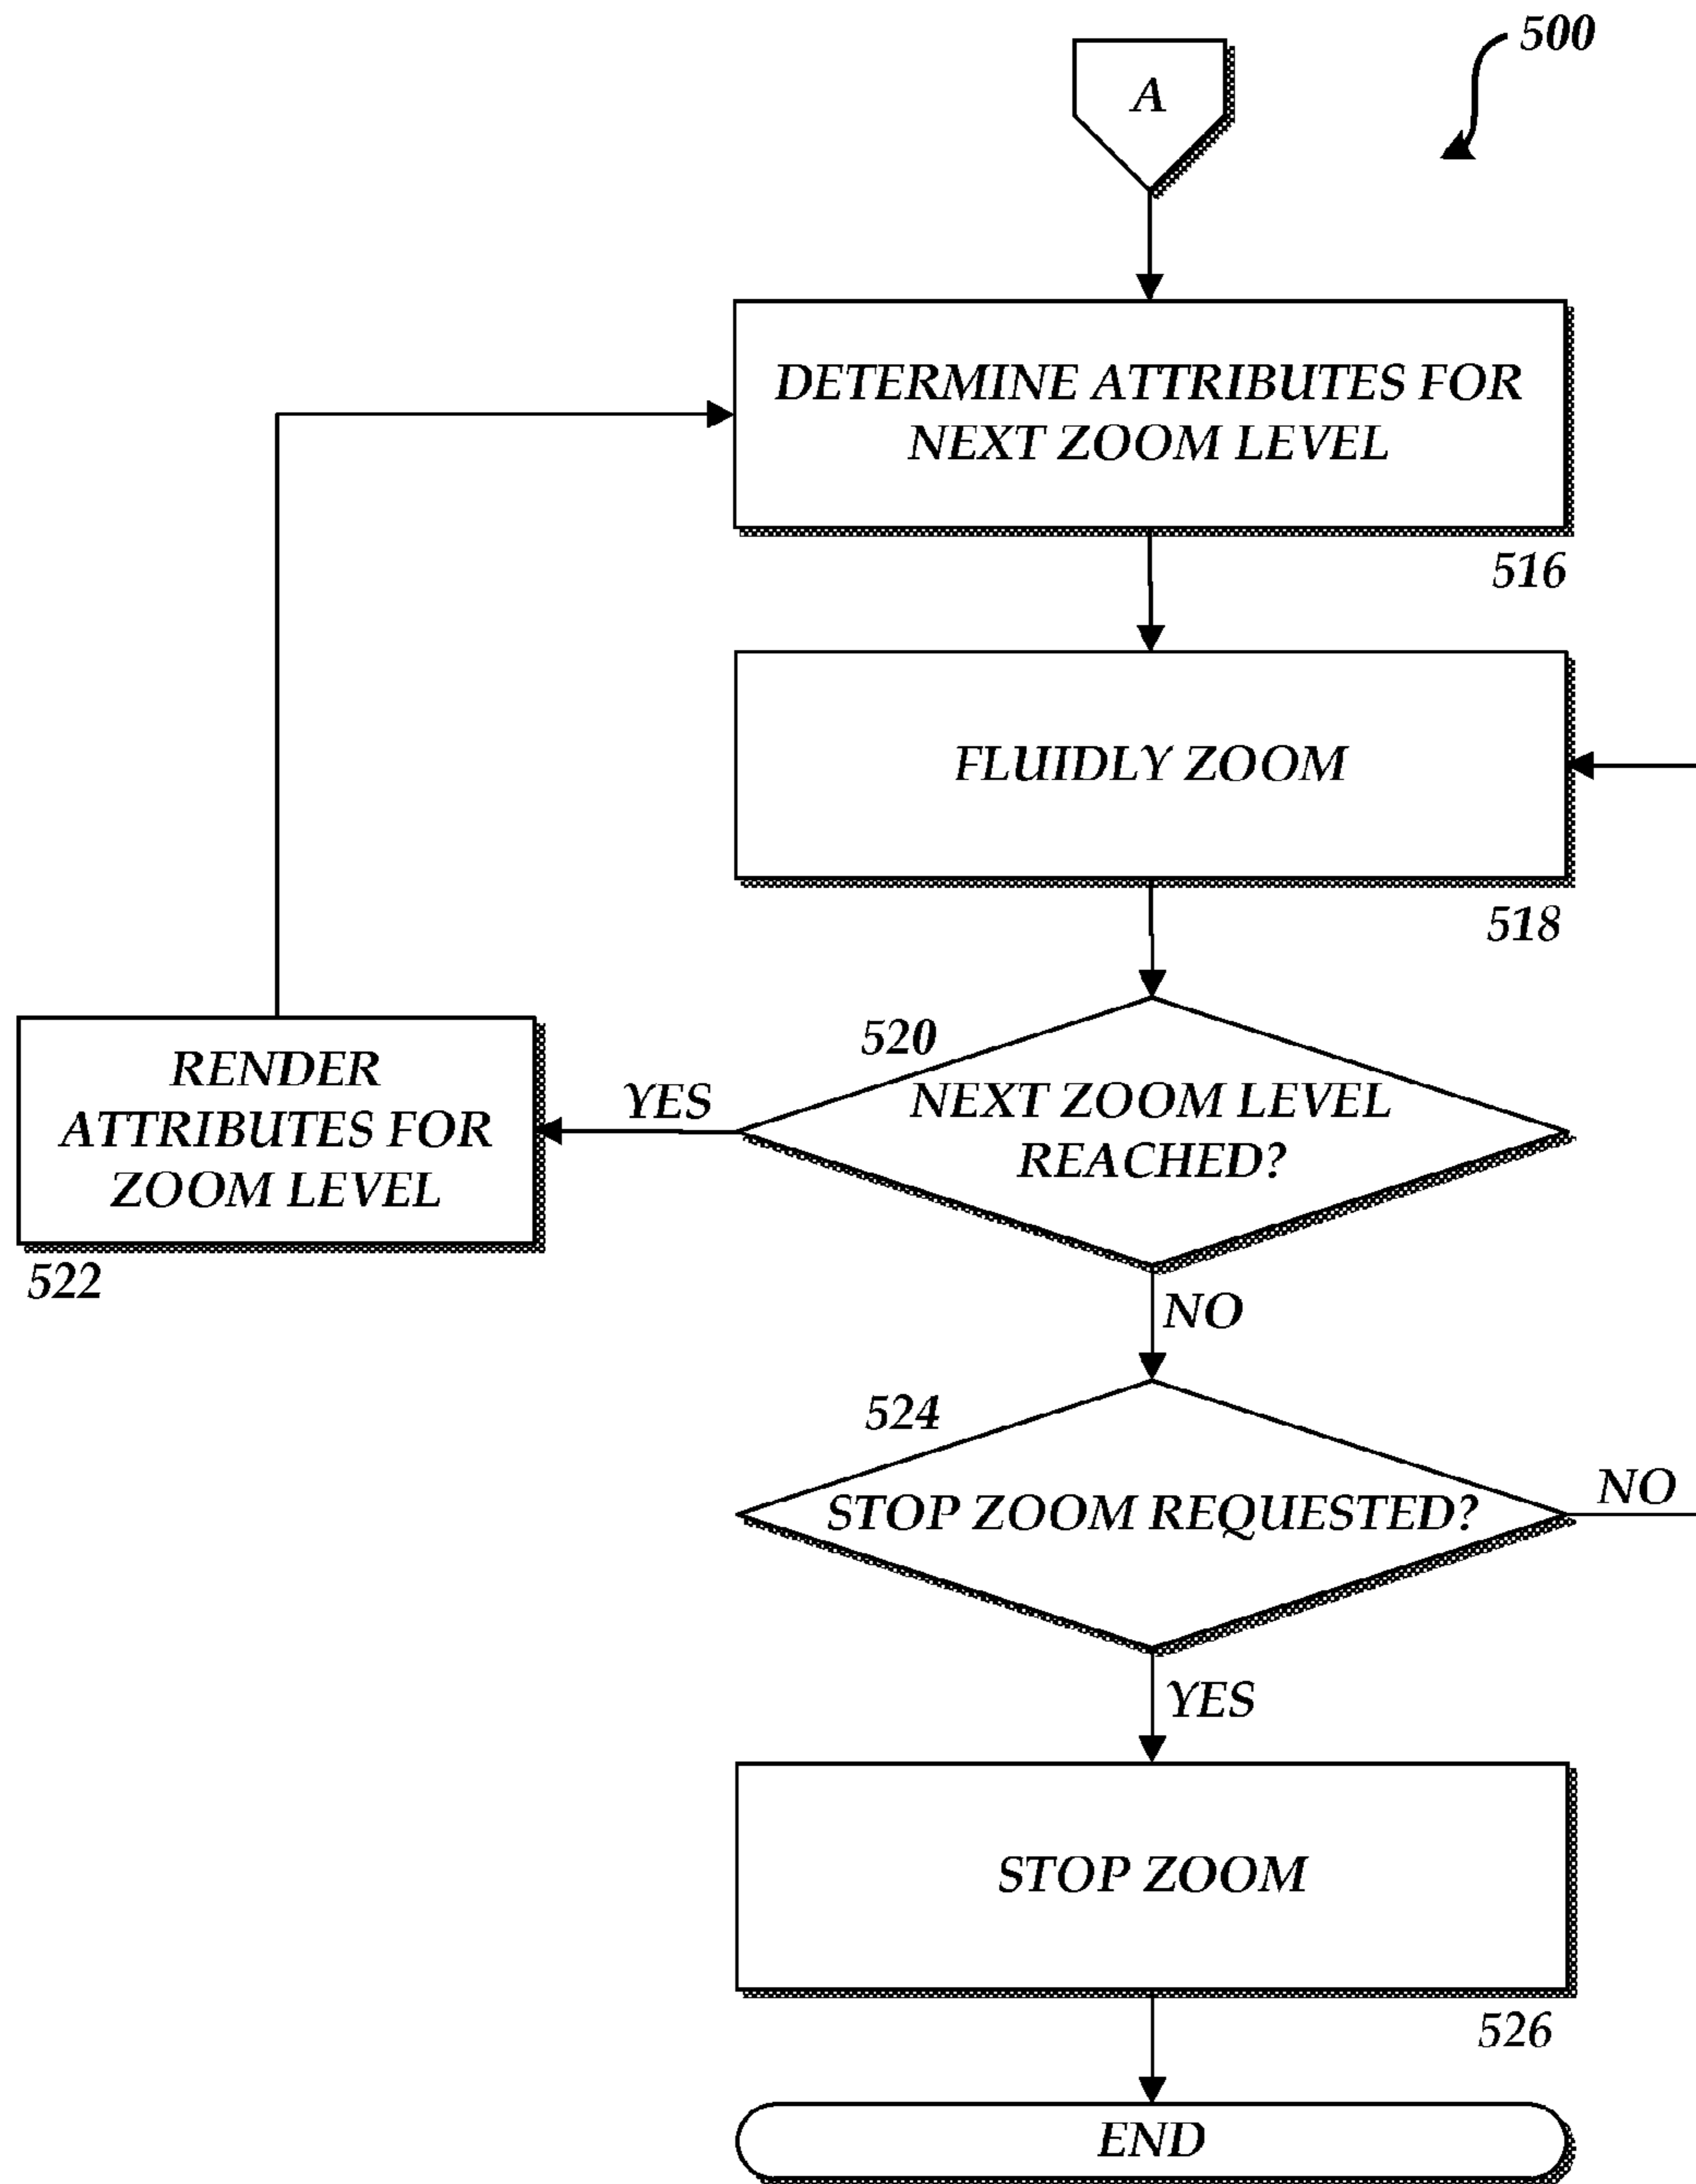 500
A
DETERMINE ATTRIBUTES FOR
NEXT ZOOM LEVEL
516
FLUIDLY ZOOM
518
520
NEXT ZOOM LEVEL
REACHED?
YES
RENDER
ATTRIBUTES FOR
ZOOM LEVEL
522
NO
524
STOP ZOOM REQUESTED?
NO
YES
STOP ZOOM
526
END